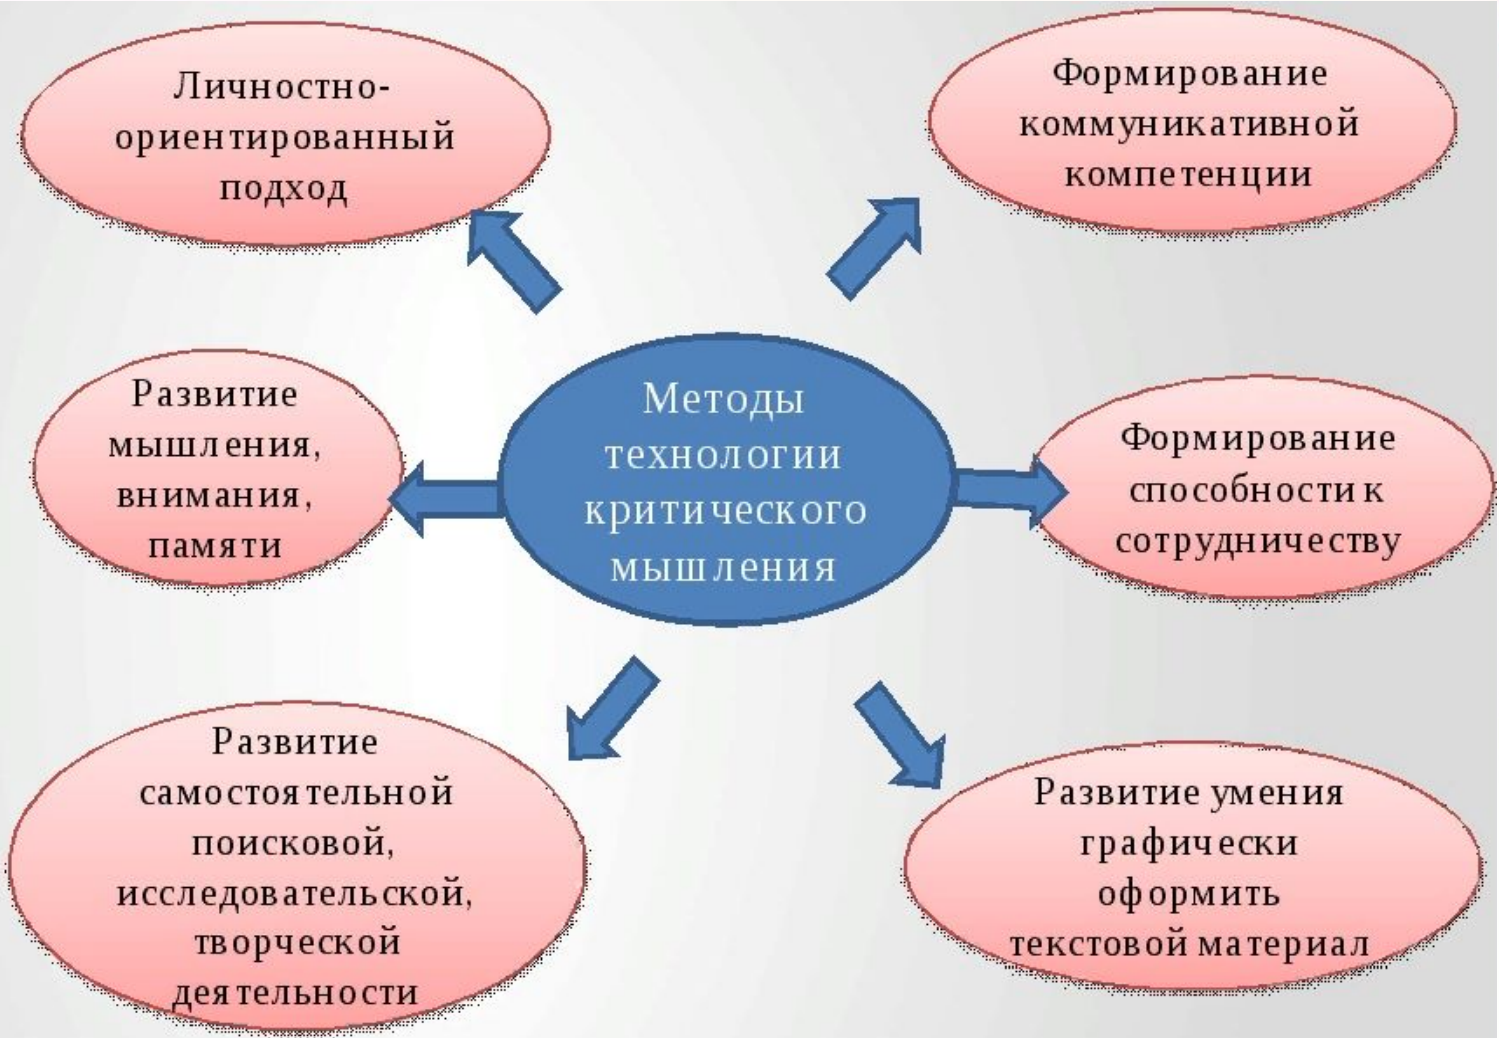 Личностно-
ориентированный
подход
Формирование
коммуникативной
компетенции
Развитие
мышления,
внимания,
памяти
Методы
технологии
критического
мышления
Формирование
способности к
сотрудничеству
Развитие
самостоятельной
поисковой,
исследовательской,
творческой
деятельности
Развитие умения
графически
оформить
текстовой материал